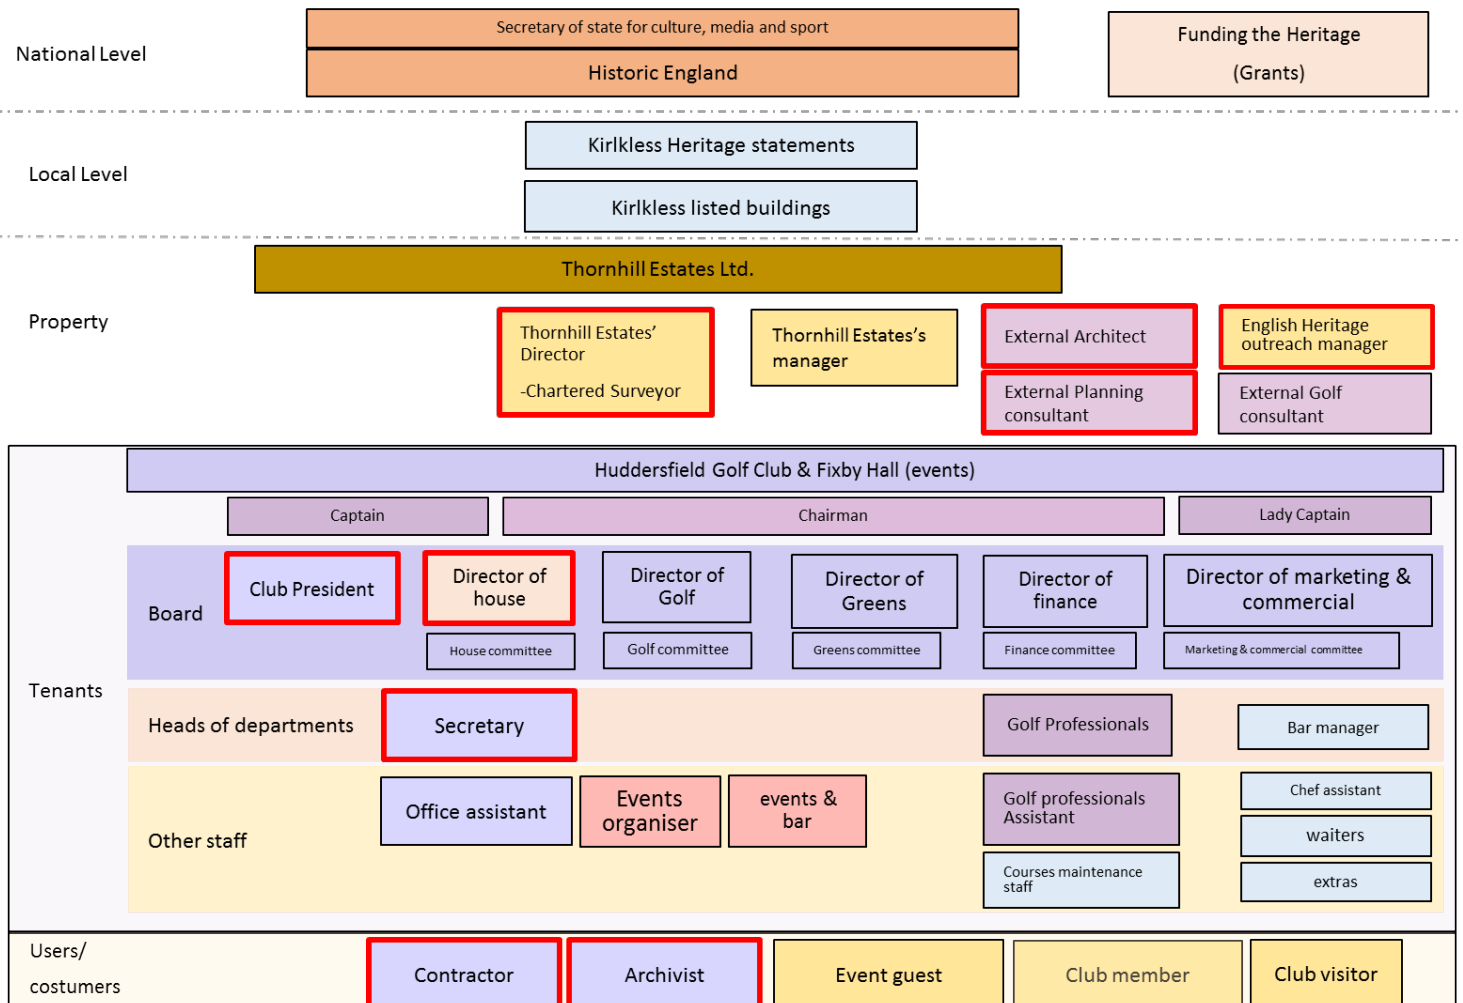 Secretary of state for culture, media and sport
National Level
Historic England
Funding the Heritage
(Grants)
Kirlkless Heritage statements
Local Level
Kirlkless listed buildings
Thornhill Estates Ltd.
Property
Thornhill Estates'
Director
-Chartered Surveyor
Thornhill Estates's
manager
External Architect
English Heritage
outreach manager
External Planning
consultant
External Golf
consultant
Huddersfield Golf Club & Fixby Hall (events)
Captain
Chairman
Lady Captain
Board
Club President
Director of
house
Director of
Golf
Director of
Greens
Director of
finance
Director of marketing &
commercial
House committee
Golf committee
Greens committee
Finance committee
Marketing & commercial committee
Tenants
Heads of departments
Secretary
Golf Professionals
Bar manager
Other staff
Office assistant
Events
organiser
events &
bar
Golf professionals
Assistant
Chef assistant
waiters
Courses maintenance
staff
extras
Users/
costumers
Contractor
Archivist
Event guest
Club member
Club visitor